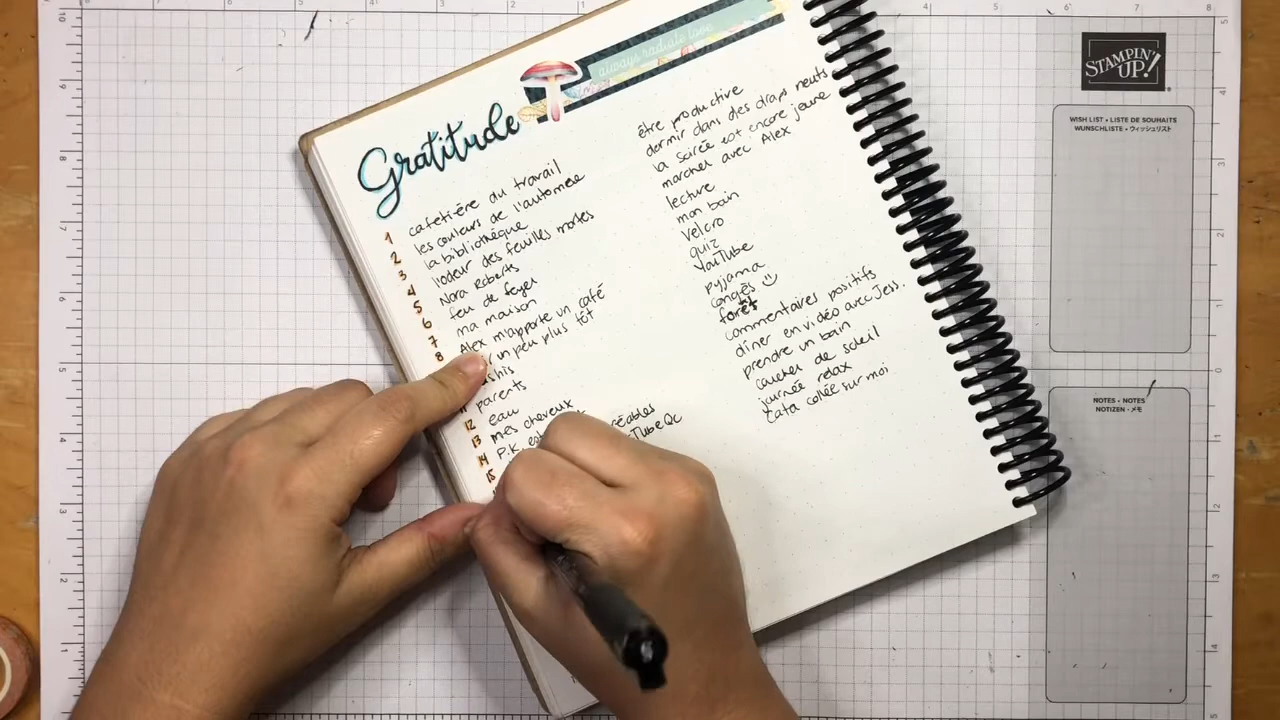 Gratitude
always radiate love
1 cafetière du travail
2 les couleurs de l'automne
3 la bibliothèque
4 l'odeur des feuilles mortes
5 Nora Roberts
6 feu de foyer
7 ma maison
8 Alex m'apporte un café
un peu plus tôt
11 parents
12 eau
13 mes cheveux
14 P.K.
15
être productive
dormir dans des draps neufs
la soirée est encore jeune
marcher avec Alex
lecture
mon bain
Velcro
quiz
YouTube
pyjama
congés
forêt
commentaires positifs
dîner en vidéo avec Jess.
prendre un bain
coucher de soleil
journée relax
Cata collée sur moi
STAMPIN' UP!
WISH LIST • LISTE DE SOUHAITS
WUNSCHLISTE • ウィッシュリスト
NOTES • NOTES
NOTIZEN • メモ